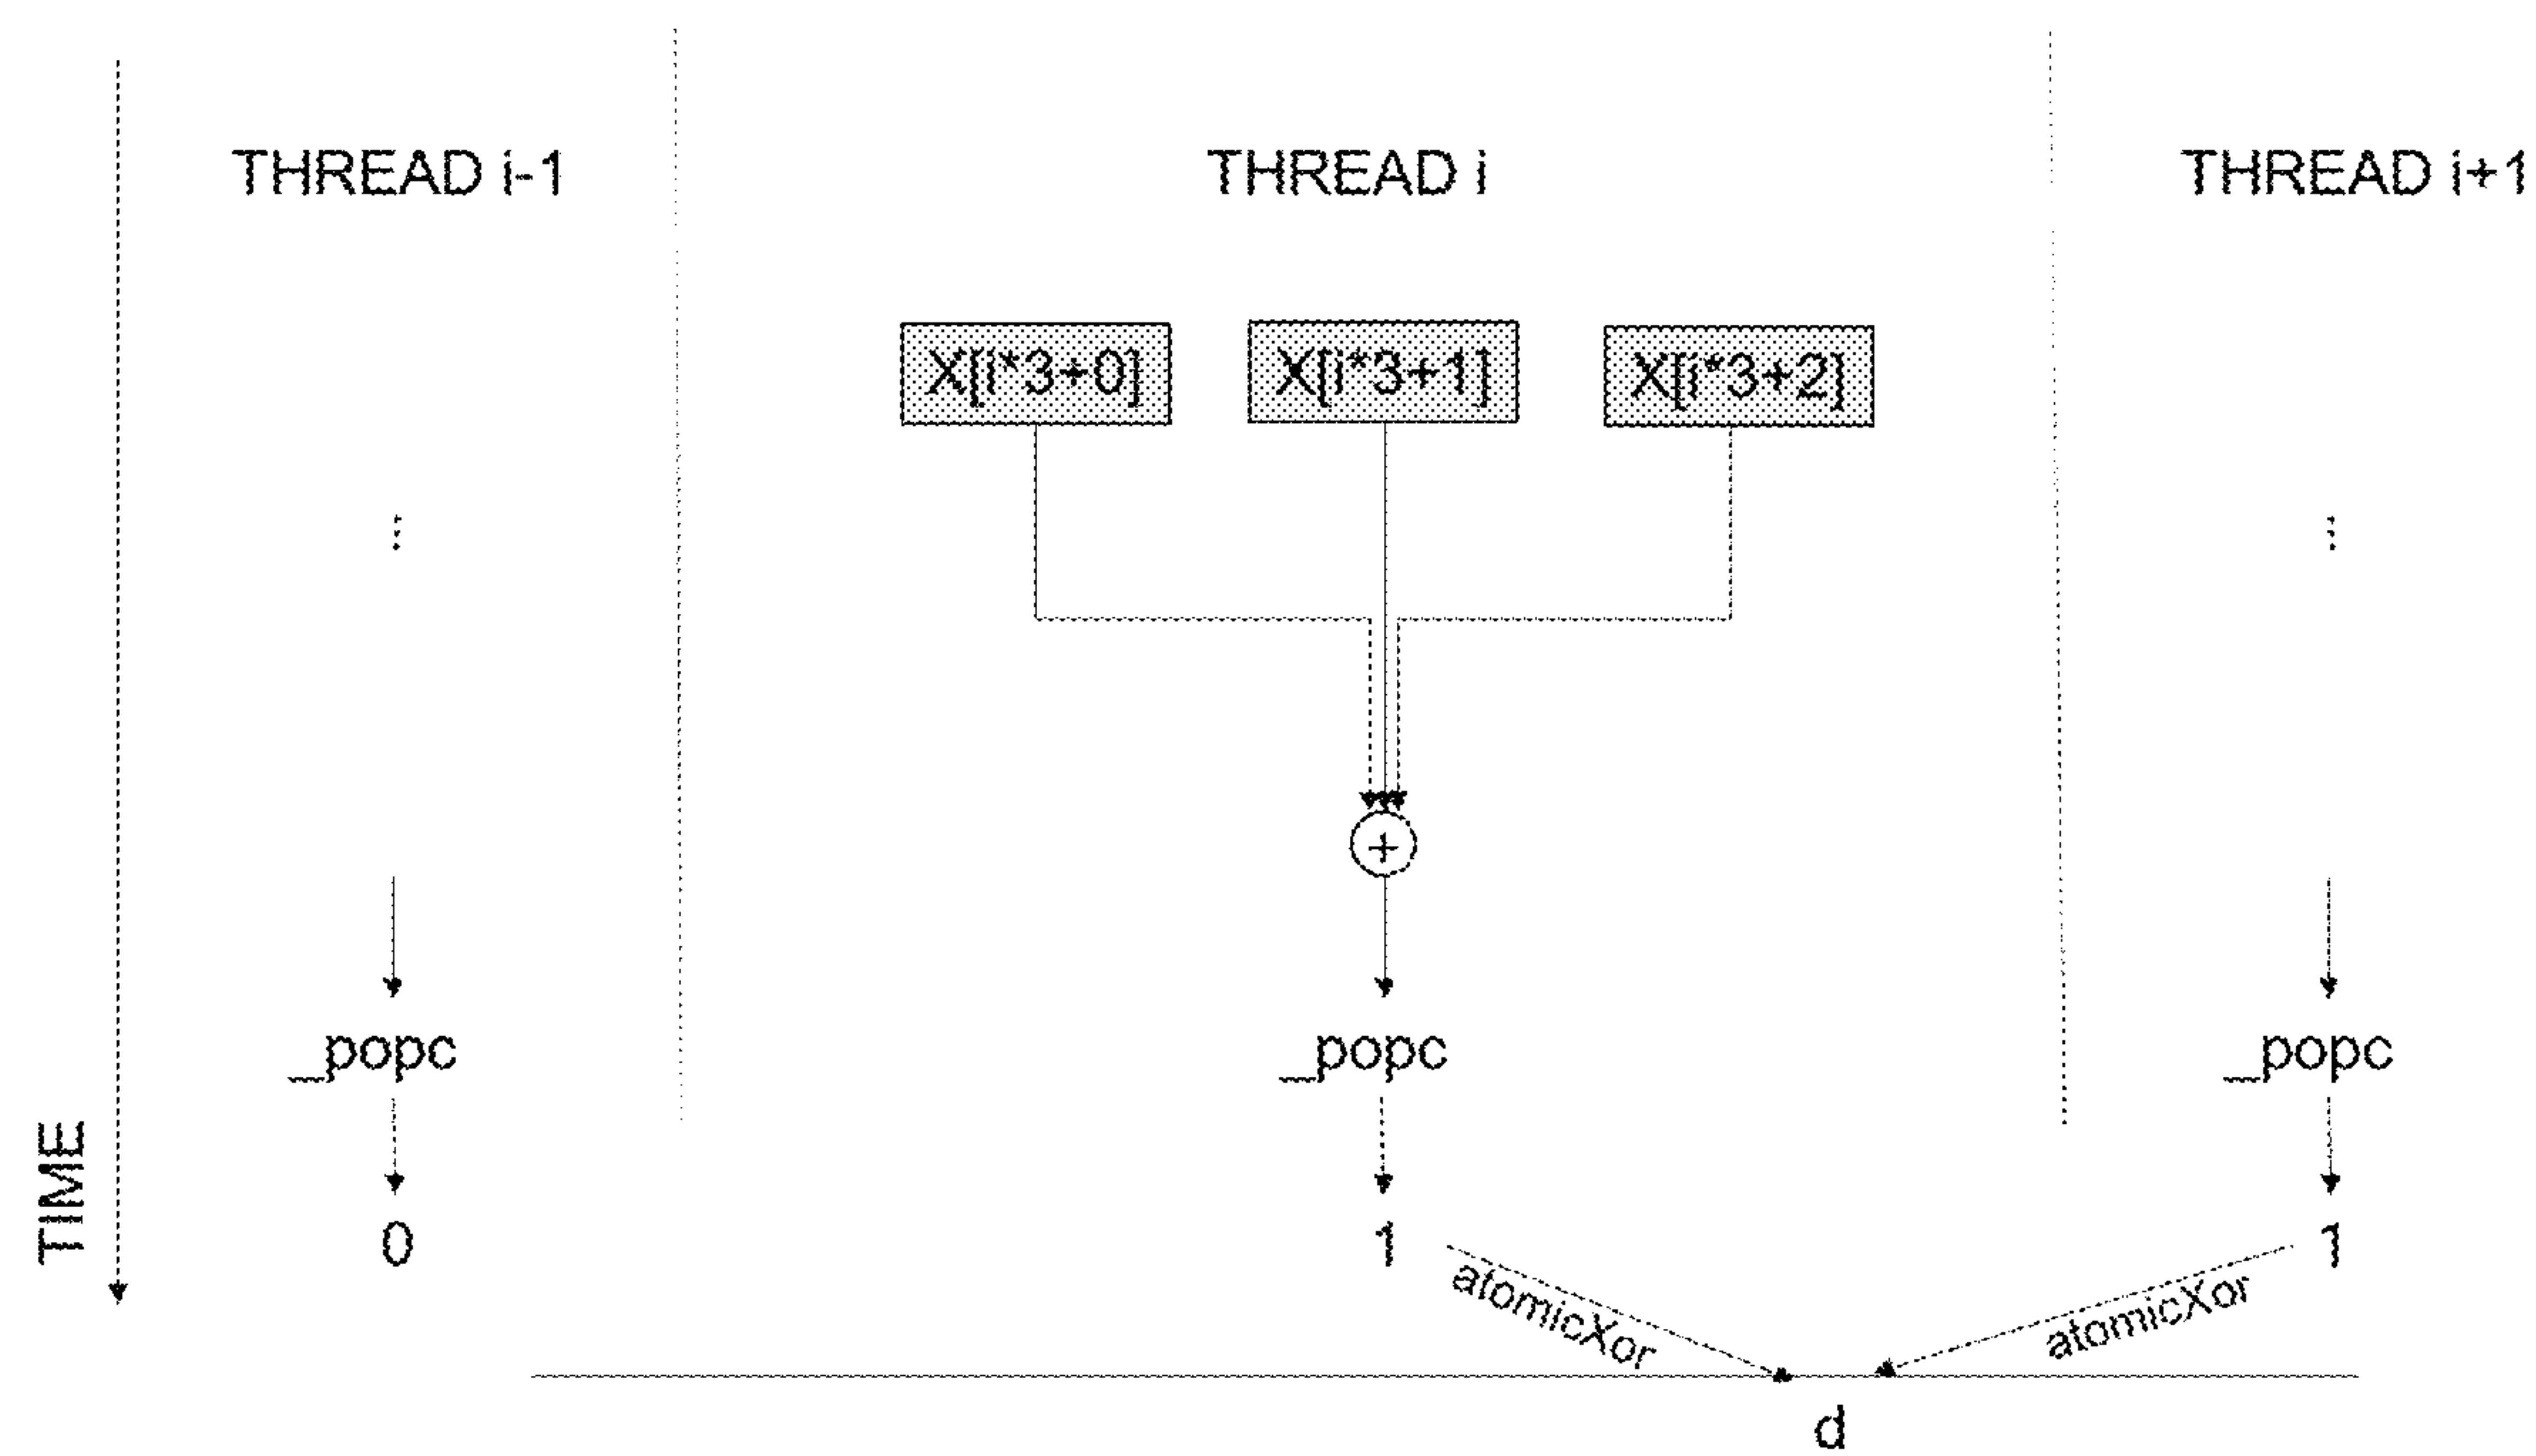 THREAD i-1
THREAD i
THREAD i+1
X[i*3+0]
X[i*3+1]
X[i*3+2]
⋮
⋮
+
_popc
_popc
_popc
TIME
0
1
1
atomicXor
atomicXor
d